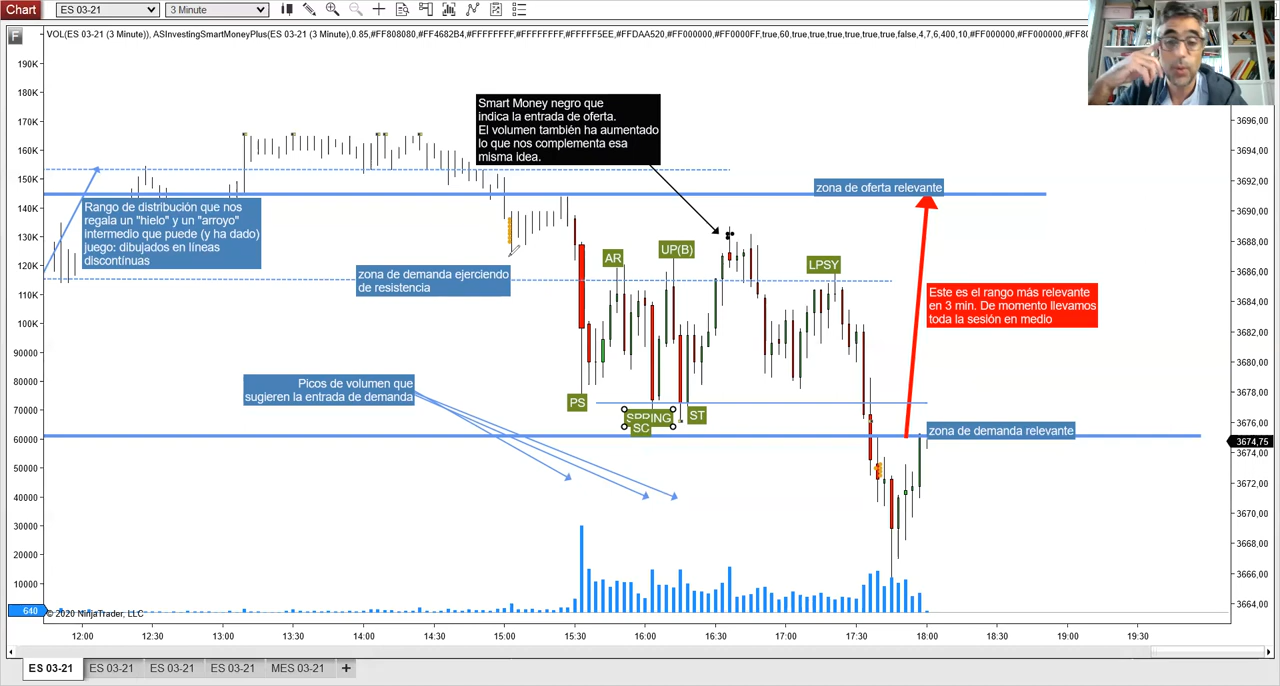 Chart
ES 03-21
3 Minute
F
VOL(ES 03-21 (3 Minute)), ASInvestingSmartMoneyPlus(ES 03-21 (3 Minute),0.85,#FF808080,#FF4682B4,#FFFFFFFF,#FFFFFFFF,#FFFFF5EE,#FFDAA520,#FF000000,#FF0000FF,true,60,true,true,true,true,true,true,false,4,7,6,400,10,#FF000000,#FF000000,#FF80
190K
180K
170K
160K
150K
140K
130K
120K
110K
100K
90000
80000
70000
60000
50000
40000
30000
20000
10000
640
Smart Money negro que
indica la entrada de oferta.
El volumen también ha aumentado
lo que nos complementa esa
misma idea.
zona de oferta relevante
Rango de distribución que nos
regala un "hielo" y un "arroyo"
intermedio que puede (y ha dado)
juego: dibujados en líneas
discontínuas
zona de demanda ejerciendo
de resistencia
AR
UP(B)
LPSY
Este es el rango más relevante
en 3 min. De momento llevamos
toda la sesión en medio
Picos de volumen que
sugieren la entrada de demanda
PS
SPRING
SC
ST
zona de demanda relevante
3696,00
3694,00
3692,00
3690,00
3688,00
3686,00
3684,00
3682,00
3680,00
3678,00
3676,00
3674,75
3674,00
3672,00
3670,00
3668,00
3666,00
3664,00
© 2020 NinjaTrader, LLC
12:00 12:30 13:00 13:30 14:00 14:30 15:00 15:30 16:00 16:30 17:00 17:30 18:00 18:30 19:00 19:30
ES 03-21 ES 03-21 ES 03-21 ES 03-21 MES 03-21 +